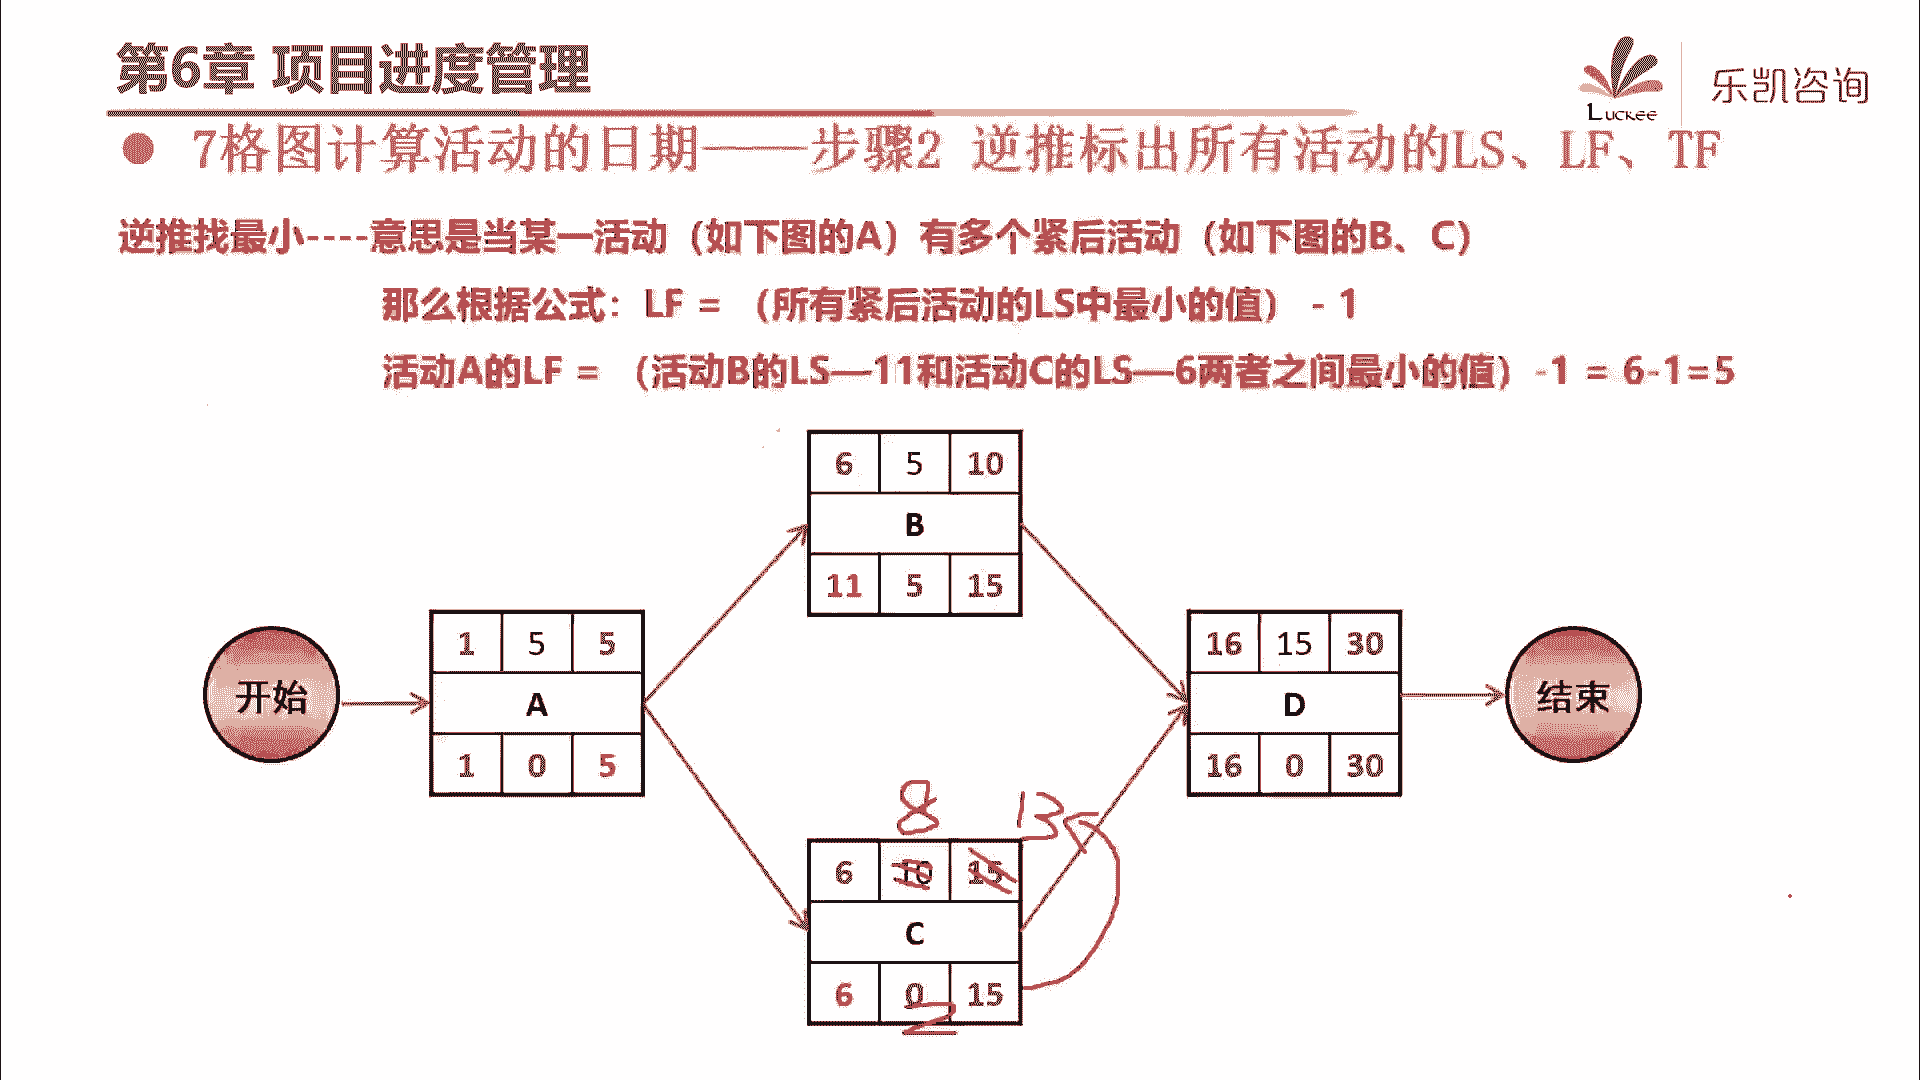 第6章 项目进度管理
Luckee 乐凯咨询
● 7格图计算活动的日期——步骤2 逆推标出所有活动的LS、LF、TF
逆推找最小----意思是当某一活动（如下图的A）有多个紧后活动（如下图的B、C）
那么根据公式：LF = （所有紧后活动的LS中最小的值） - 1
活动A的LF = （活动B的LS—11和活动C的LS—6两者之间最小的值）-1 = 6-1=5
6 5 10
B
11 5 15
开始
1 5 5
A
1 0 5
16 15 30
D
16 0 30
结束
8 13
6 10 15
C
6 0 15
2